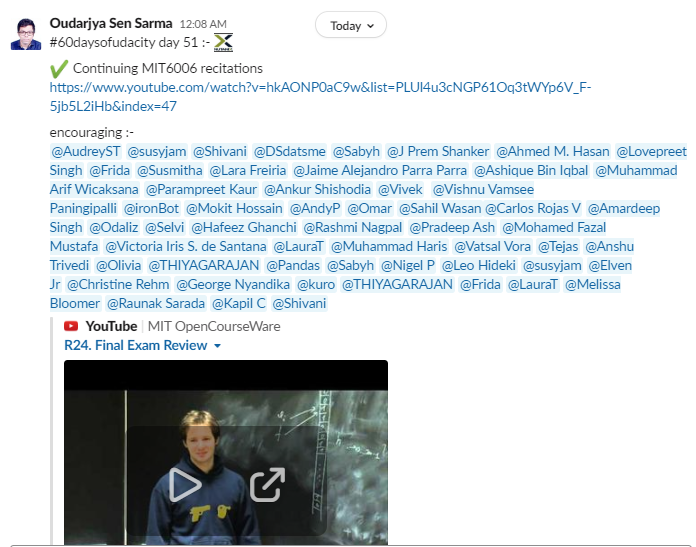 Oudarjya Sen Sarma 12:08 AM
Today
#60daysofudacity day 51 :-
Continuing MIT6006 recitations
https://www.youtube.com/watch?v=hkAONP0aC9w&list=PLUl4u3cNGP61Oq3tWYp6V_F-
5jb5L2iHb&index=47
encouraging :-
@AudreyST @susyjam @Shivani @DSdatsme @Sabyh @J Prem Shanker @Ahmed M. Hasan @Lovepreet
Singh @Frida @Susmitha @Lara Freiria @Jaime Alejandro Parra Parra @Ashique Bin Iqbal @Muhammad
Arif Wicaksana @Parampreet Kaur @Ankur Shishodia @Vivek @Vishnu Vamsee
Paningipalli @ironBot @Mokit Hossain @AndyP @Omar @Sahil Wasan @Carlos Rojas V @Amardeep
Singh @Odaliz @Selvi @Hafeez Ghanchi @Rashmi Nagpal @Pradeep Ash @Mohamed Fazal
Mustafa @Victoria Iris S. de Santana @LauraT @Muhammad Haris @Vatsal Vora @Tejas @Anshu
Trivedi @Olivia @THIYAGARAJAN @Pandas @Sabyh @Nigel P @Leo Hideki @susyjam @Elven
Jr @Christine Rehm @George Nyandika @kuro @THIYAGARAJAN @Frida @LauraT @Melissa
Bloomer @Raunak Sarada @Kapil C @Shivani
YouTube | MIT OpenCourseWare
R24. Final Exam Review